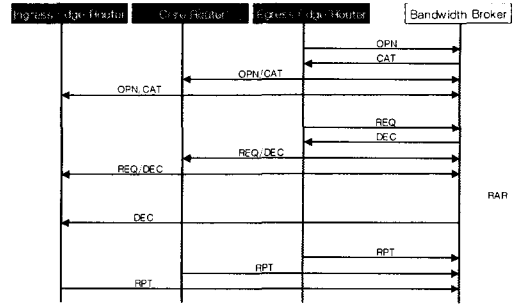 Ingress Edge Router
Core Router
Egress Edge Router
Bandwidth Broker
OPN
CAT
OPN/CAT
OPN, CAT
REQ
DEC
REQ/DEC
REQ/DEC
RAR
DEC
RPT
RPT
RPT